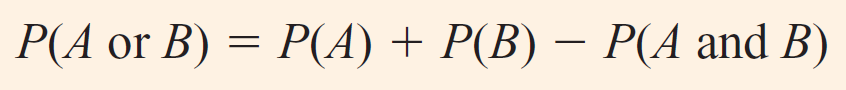 P(A or B) = P(A) + P(B) − P(A and B)